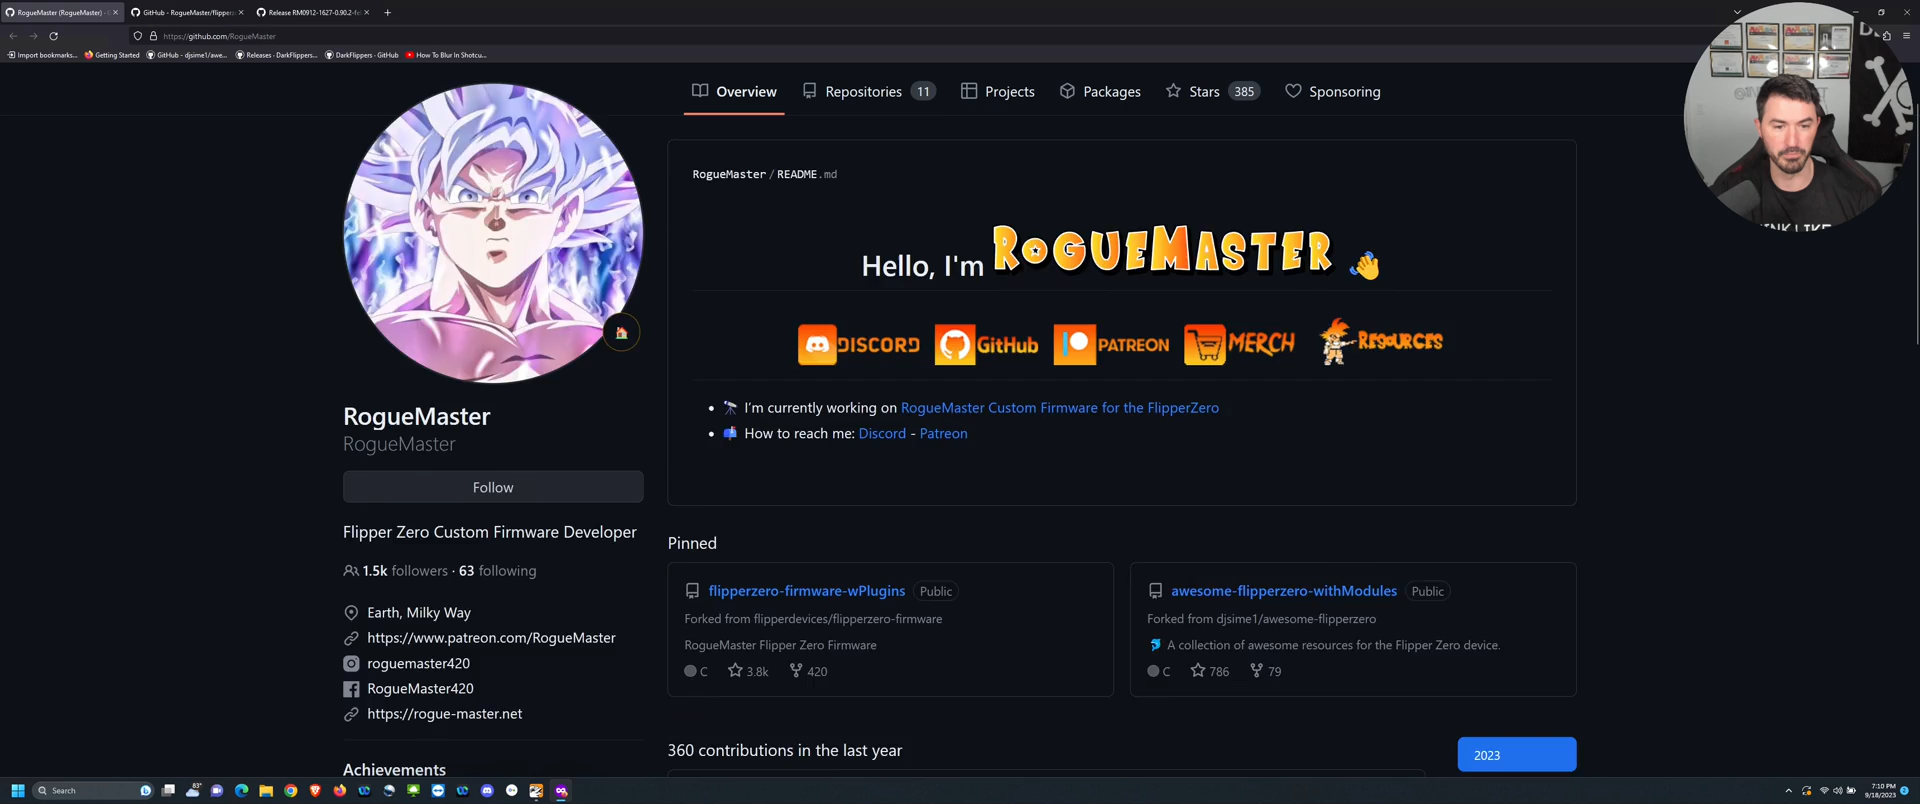 RogueMaster (RogueMaster) · G
GitHub - RogueMaster/flipperz
Release RM0912-1627-0.90.2-fe
https://github.com/RogueMaster
Import bookmarks...
Getting Started
GitHub - djsime1/awe...
Releases - DarkFlippers...
DarkFlippers · GitHub
How To Blur In Shotcu...
Overview
Repositories 11
Projects
Packages
Stars 385
Sponsoring
RogueMaster / README.md
Hello, I'm ROGUEMASTER
DISCORD
GitHub
PATREON
MERCH
RESOURCES
I'm currently working on RogueMaster Custom Firmware for the FlipperZero
How to reach me: Discord - Patreon
RogueMaster
RogueMaster
Follow
Flipper Zero Custom Firmware Developer
1.5k followers · 63 following
Earth, Milky Way
https://www.patreon.com/RogueMaster
roguemaster420
RogueMaster420
https://rogue-master.net
Achievements
Pinned
flipperzero-firmware-wPlugins Public
Forked from flipperdevices/flipperzero-firmware
RogueMaster Flipper Zero Firmware
C 3.8k 420
awesome-flipperzero-withModules Public
Forked from djsime1/awesome-flipperzero
A collection of awesome resources for the Flipper Zero device.
C 786 79
360 contributions in the last year
2023
Search
83°
7:10 PM
9/18/2023
2